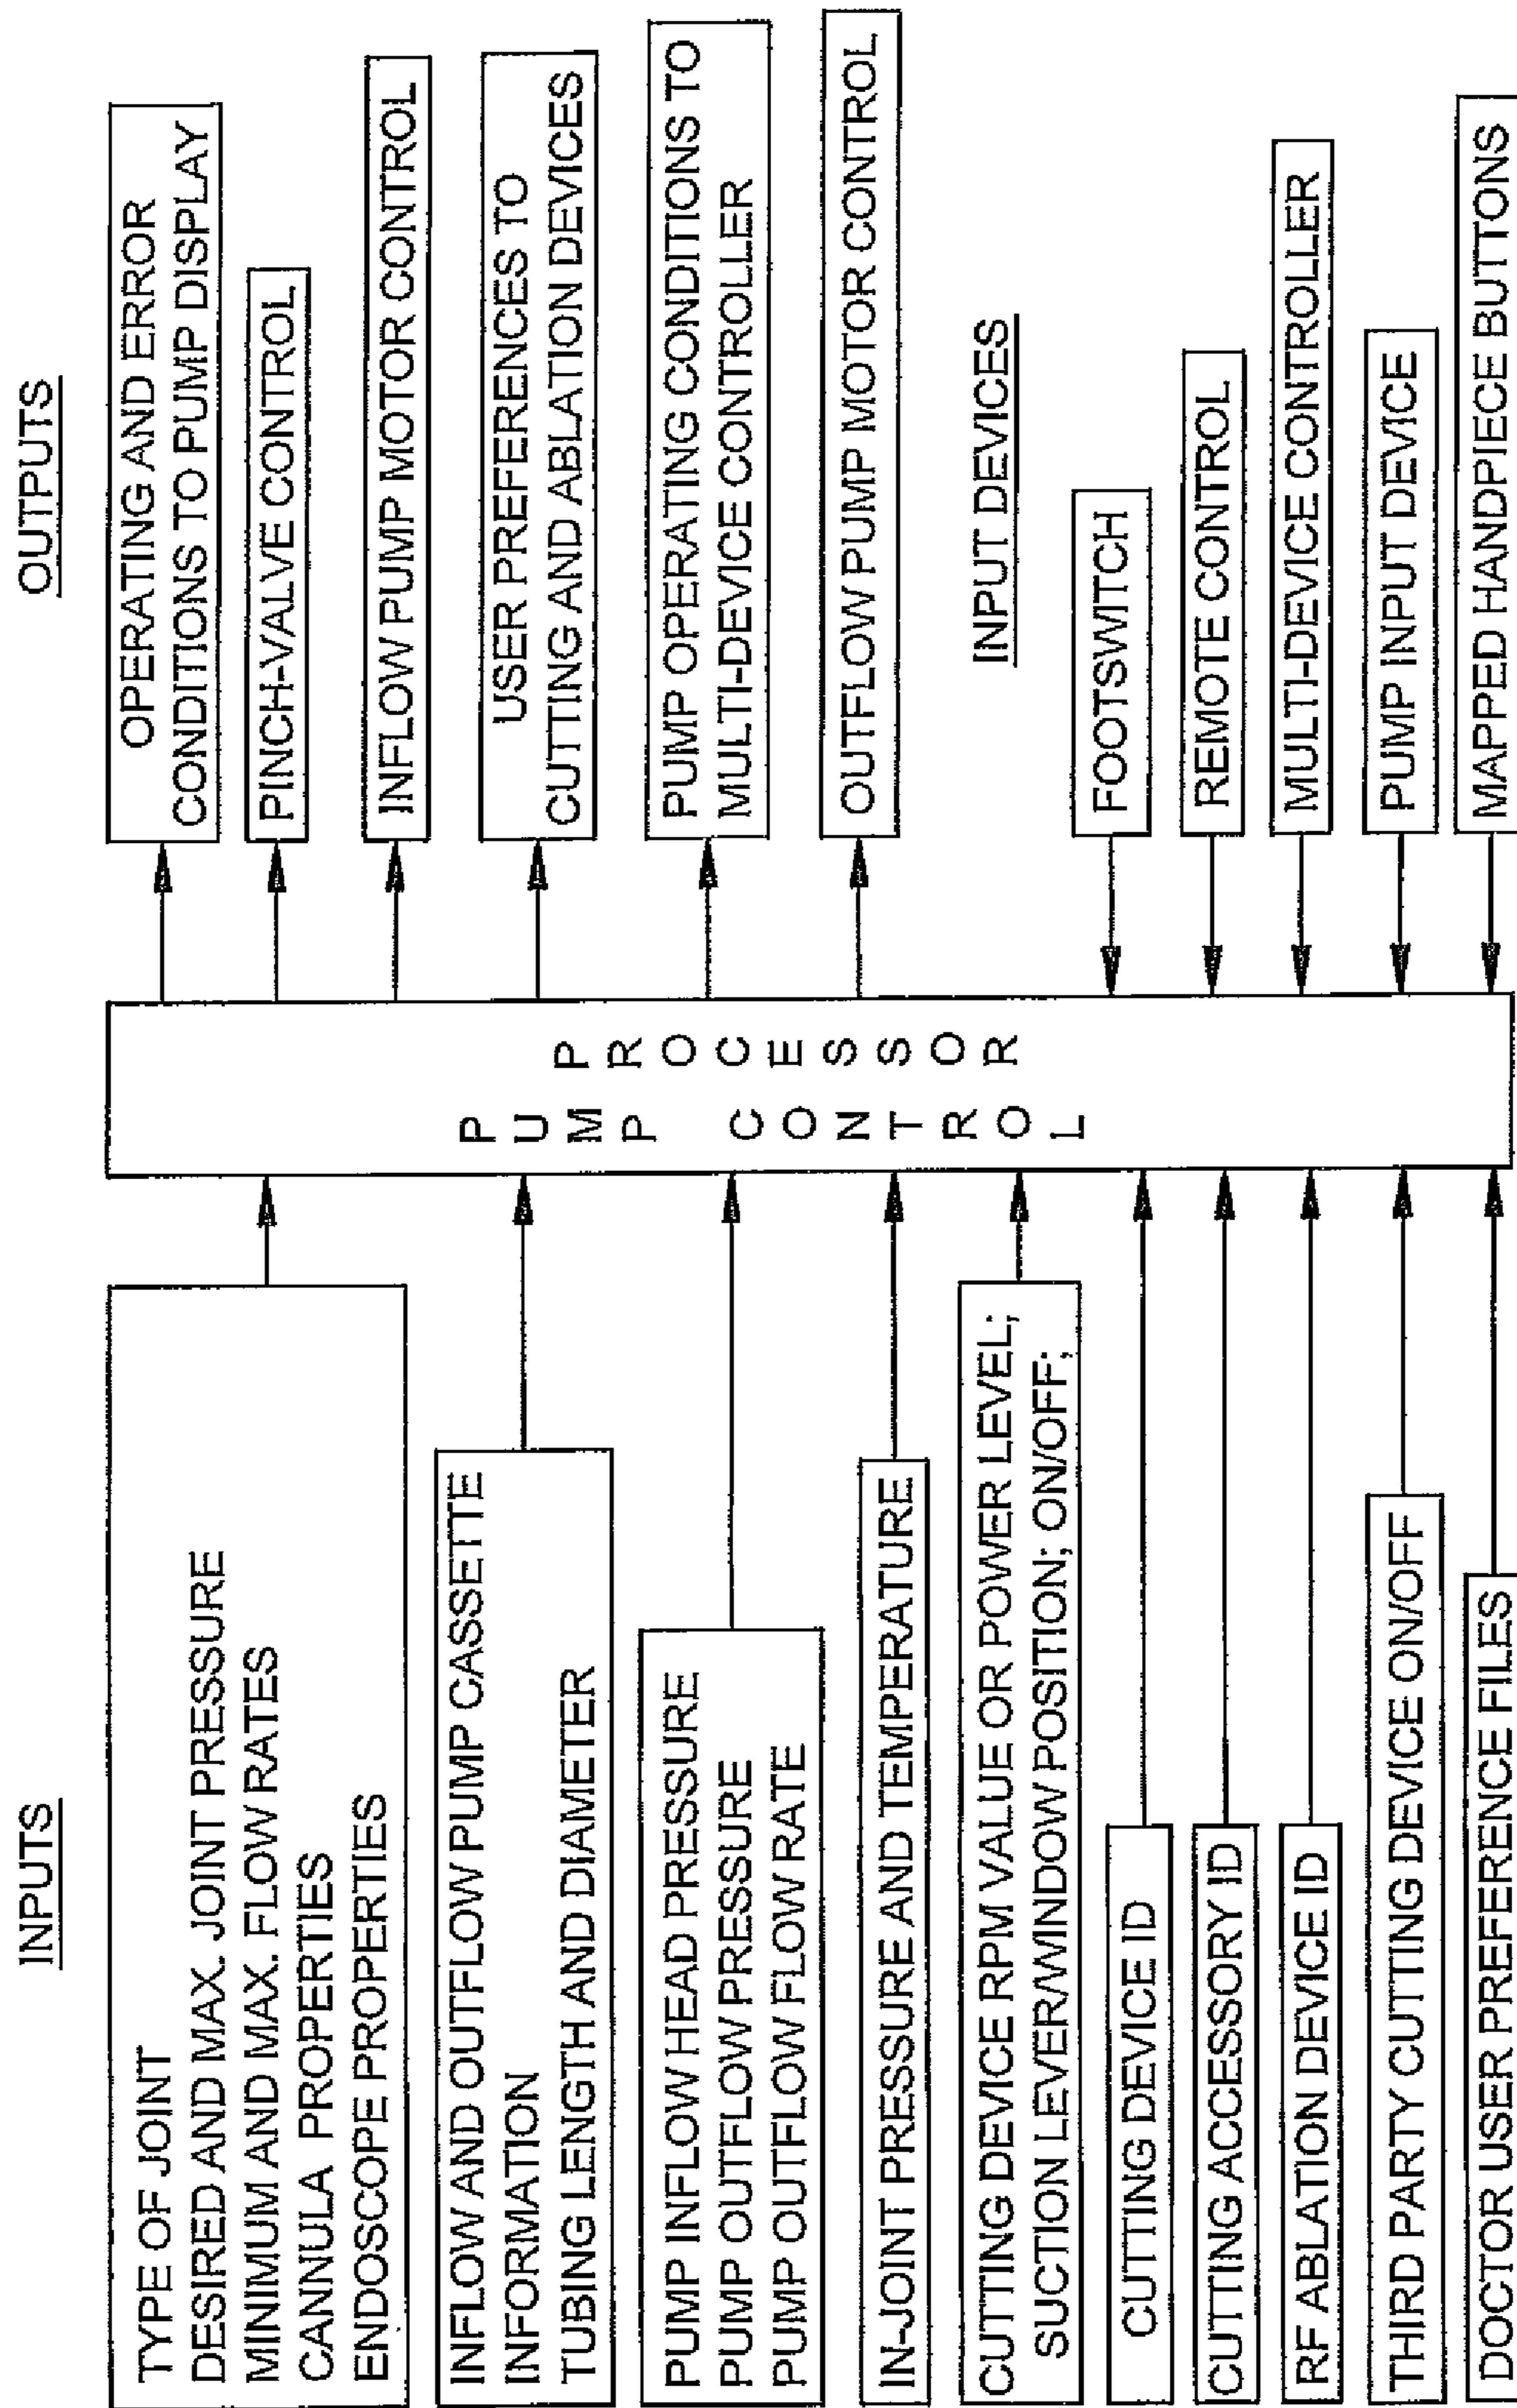 INPUTS
TYPE OF JOINT
DESIRED AND MAX. JOINT PRESSURE
MINIMUM AND MAX. FLOW RATES
CANNULA PROPERTIES
ENDOSCOPE PROPERTIES
INFLOW AND OUTFLOW PUMP CASSETTE
INFORMATION
TUBING LENGTH AND DIAMETER
PUMP INFLOW HEAD PRESSURE
PUMP OUTFLOW PRESSURE
PUMP OUTFLOW FLOW RATE
IN-JOINT PRESSURE AND TEMPERATURE
CUTTING DEVICE RPM VALUE OR POWER LEVEL;
SUCTION LEVER/WINDOW POSITION; ON/OFF;
CUTTING DEVICE ID
CUTTING ACCESSORY ID
RF ABLATION DEVICE ID
THIRD PARTY CUTTING DEVICE ON/OFF
DOCTOR USER PREFERENCE FILES
PUMP CONTROL
PROCESSOR
OUTPUTS
OPERATING AND ERROR
CONDITIONS TO PUMP DISPLAY
PINCH-VALVE CONTROL
INFLOW PUMP MOTOR CONTROL
USER PREFERENCES TO
CUTTING AND ABLATION DEVICES
PUMP OPERATING CONDITIONS TO
MULTI-DEVICE CONTROLLER
OUTFLOW PUMP MOTOR CONTROL
INPUT DEVICES
FOOTSWITCH
REMOTE CONTROL
MULTI-DEVICE CONTROLLER
PUMP INPUT DEVICE
MAPPED HANDPIECE BUTTONS